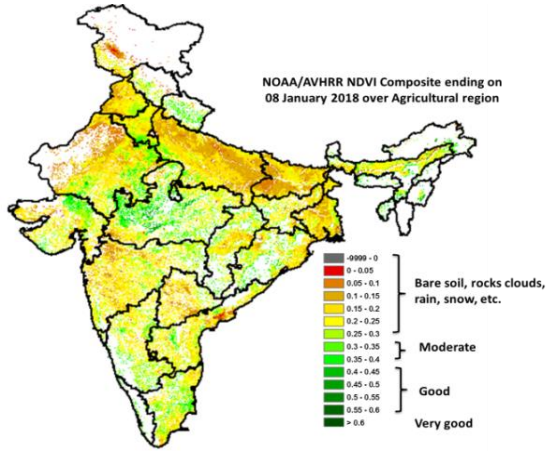 NOAA/AVHRR NDVI Composite ending on
08 January 2018 over Agricultural region
-9999 - 0
0 - 0.05
0.05 - 0.1
0.1 - 0.15
0.15 - 0.2
0.2 - 0.25
0.25 - 0.3
0.3 - 0.35
0.35 - 0.4
0.4 - 0.45
0.45 - 0.5
0.5 - 0.55
0.55 - 0.6
> 0.6
Bare soil, rocks clouds,
rain, snow, etc.
Moderate
Good
Very good